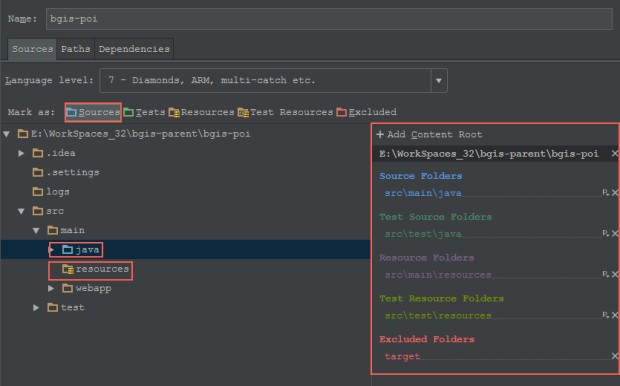 Name: bgis-poi
Sources Paths Dependencies
Language level: 7 - Diamonds, ARM, multi-catch etc.
Mark as: Sources Tests Resources Test Resources Excluded
E:\WorkSpaces_32\bgis-parent\bgis-poi
.idea
.settings
logs
src
main
java
resources
webapp
test
+ Add Content Root
E:\WorkSpaces_32\bgis-parent\bgis-poi
Source Folders
src\main\java
Test Source Folders
src\test\java
Resource Folders
src\main\resources
Test Resource Folders
src\test\resources
Excluded Folders
target